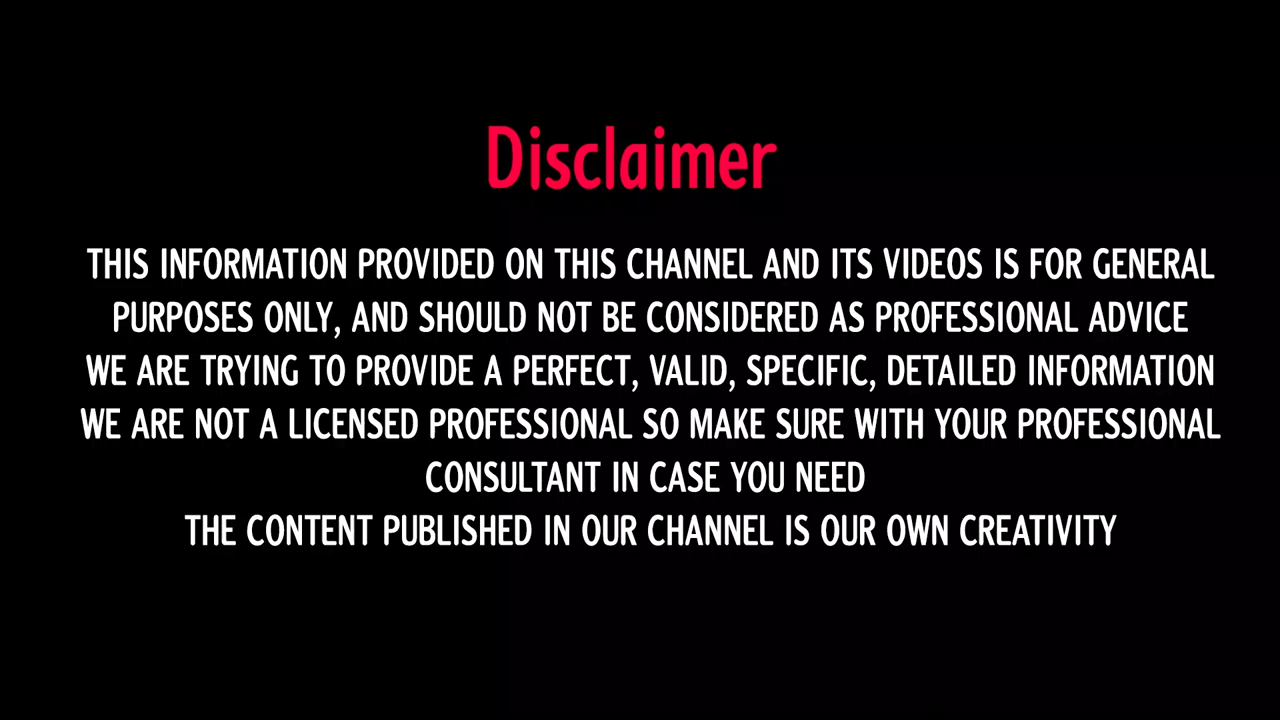 Disclaimer
THIS INFORMATION PROVIDED ON THIS CHANNEL AND ITS VIDEOS IS FOR GENERAL
PURPOSES ONLY, AND SHOULD NOT BE CONSIDERED AS PROFESSIONAL ADVICE
WE ARE TRYING TO PROVIDE A PERFECT, VALID, SPECIFIC, DETAILED INFORMATION
WE ARE NOT A LICENSED PROFESSIONAL SO MAKE SURE WITH YOUR PROFESSIONAL
CONSULTANT IN CASE YOU NEED
THE CONTENT PUBLISHED IN OUR CHANNEL IS OUR OWN CREATIVITY